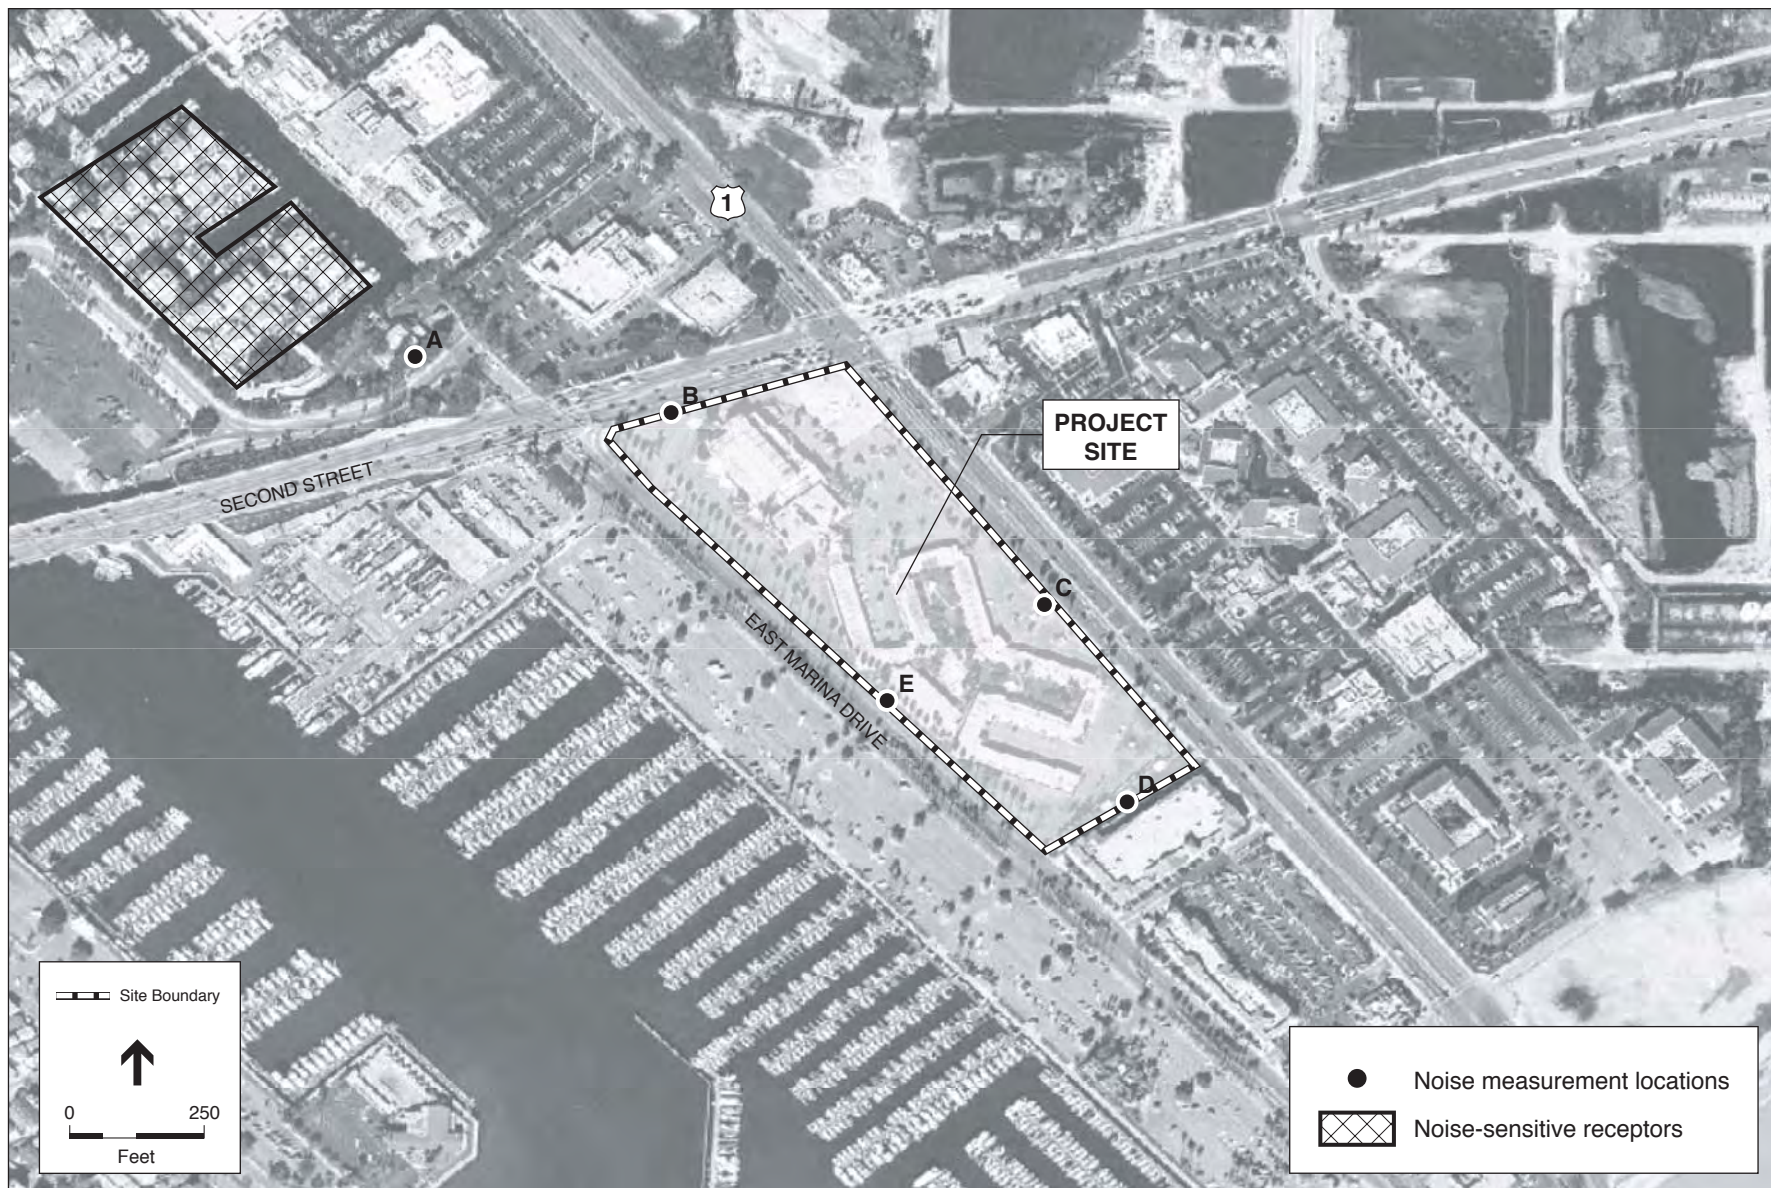 1
A
B
PROJECT
SITE
SECOND STREET
C
EAST MARINA DRIVE
E
D
Site Boundary
0 250
Feet
Noise measurement locations
Noise-sensitive receptors